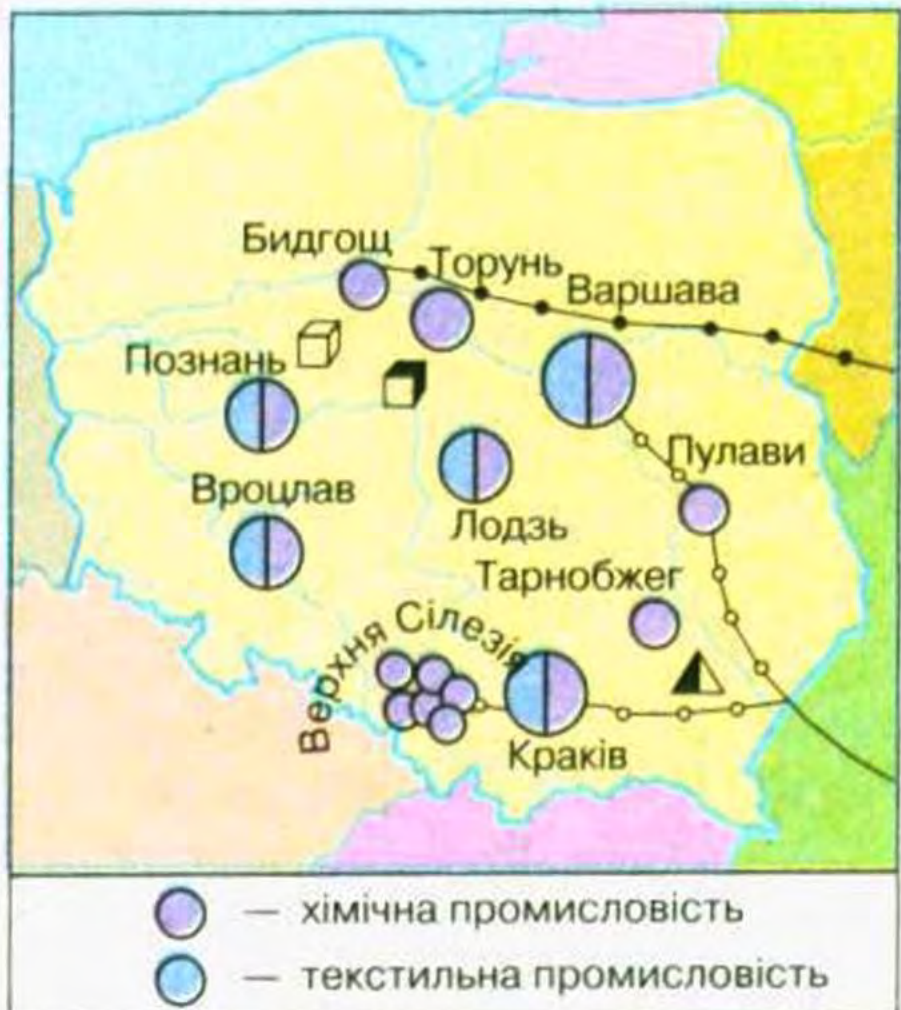 Бидгощ
Торунь
Варшава
Познань
Пулави
Вроцлав
Лодзь
Тарнобжег
Верхня Сілезія
Краків
— хімічна промисловість
— текстильна промисловість